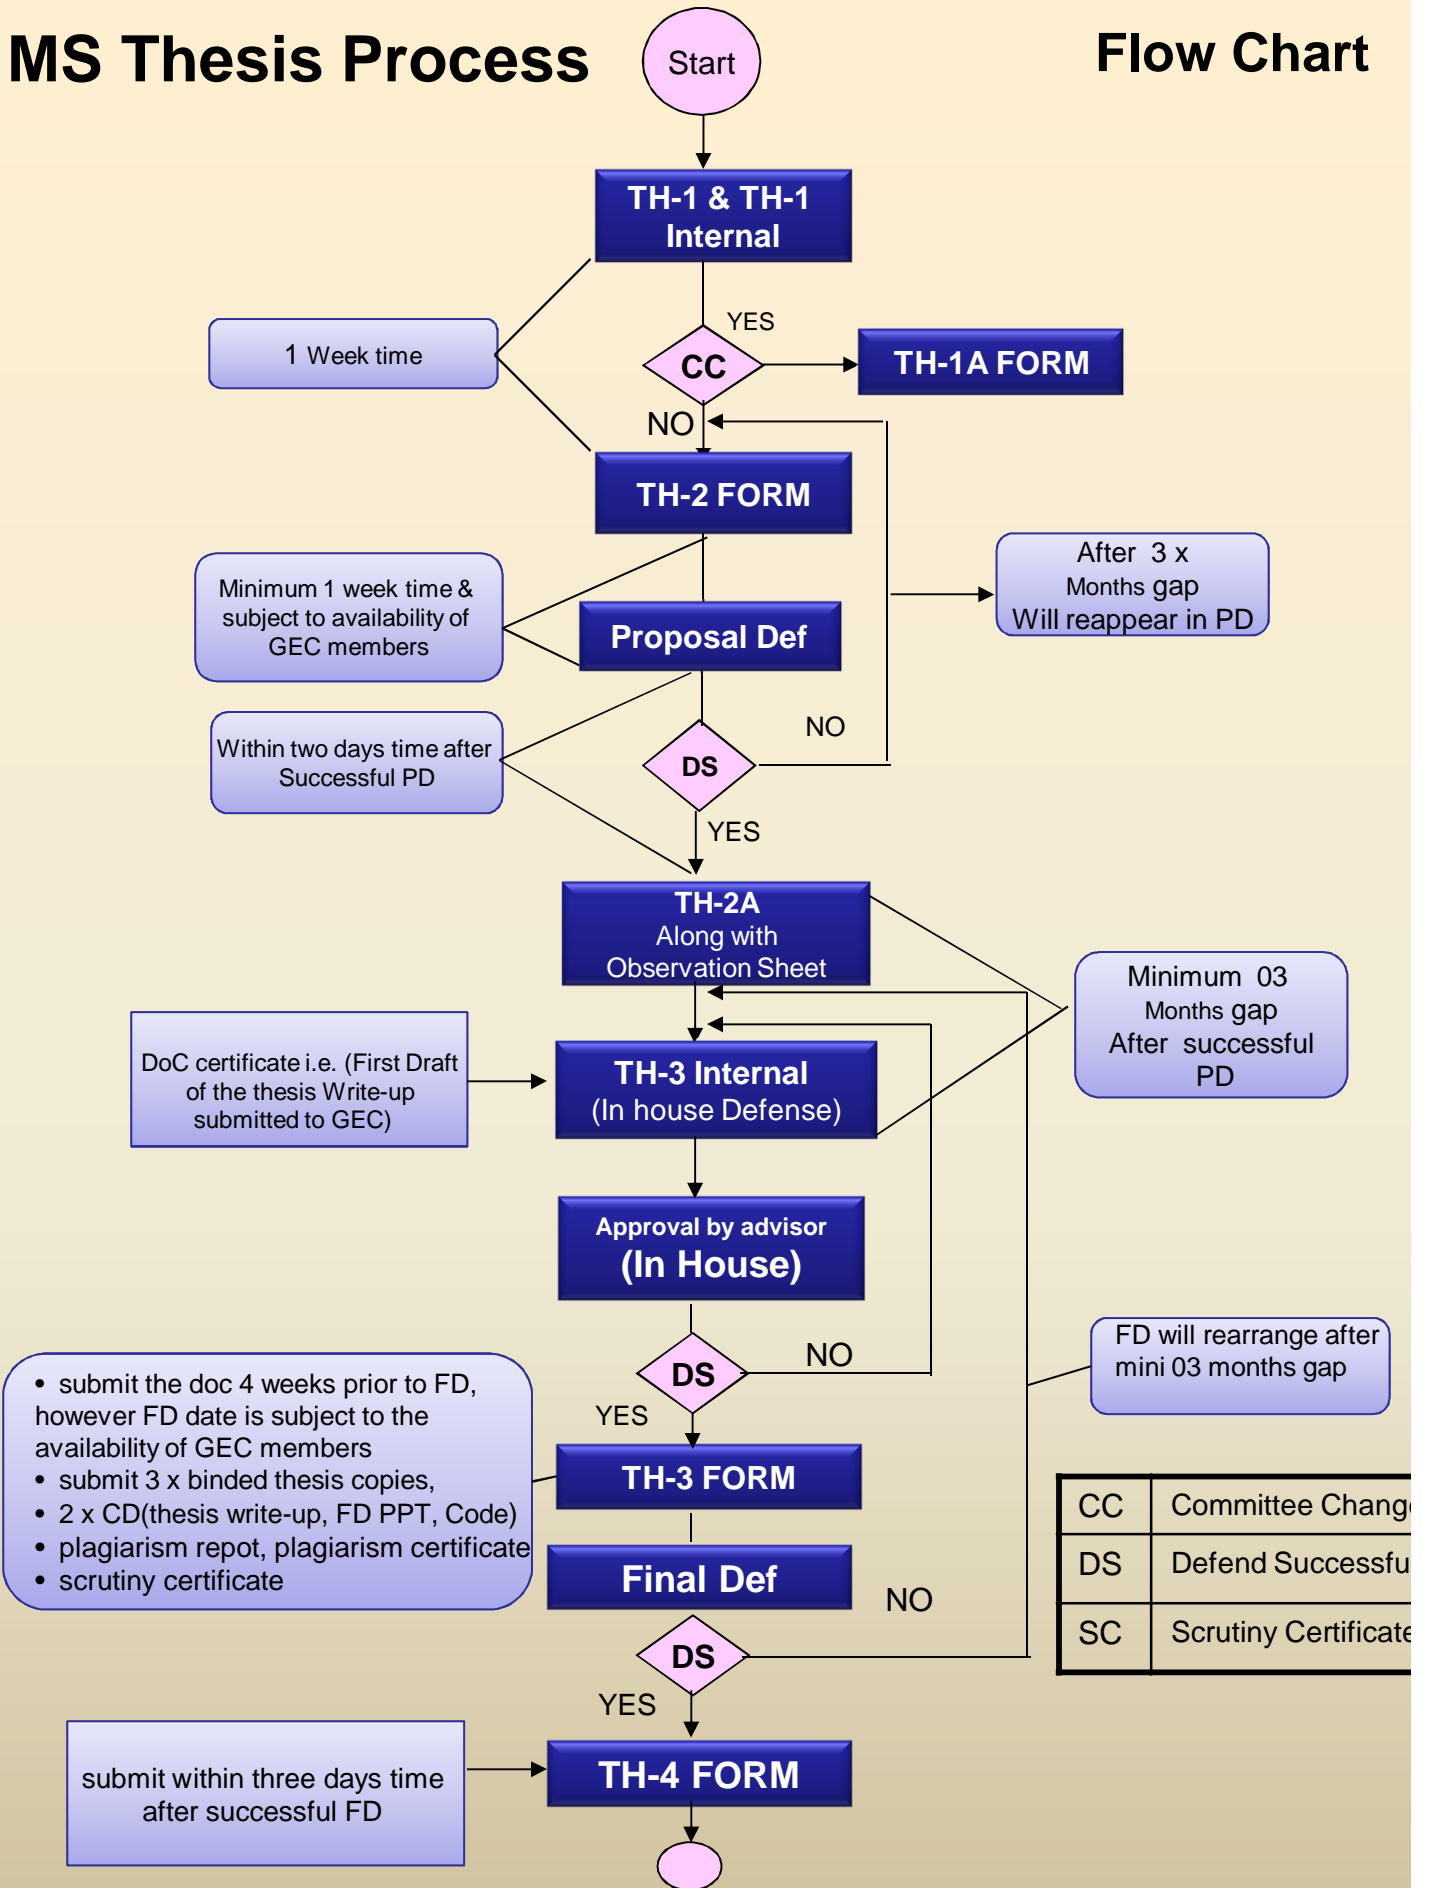 MS Thesis Process
Start
Flow Chart
TH-1 & TH-1
Internal
1 Week time
YES
CC
TH-1A FORM
NO
TH-2 FORM
Minimum 1 week time &
subject to availability of
GEC members
Proposal Def
After 3 x
Months gap
Will reappear in PD
Within two days time after
Successful PD
NO
DS
YES
TH-2A
Along with
Observation Sheet
Minimum 03
Months gap
After successful
PD
DoC certificate i.e. (First Draft
of the thesis Write-up
submitted to GEC)
TH-3 Internal
(In house Defense)
Approval by advisor
(In House)
FD will rearrange after
mini 03 months gap
NO
DS
YES
• submit the doc 4 weeks prior to FD,
however FD date is subject to the
availability of GEC members
• submit 3 x binded thesis copies,
• 2 x CD(thesis write-up, FD PPT, Code)
• plagiarism repot, plagiarism certificate
• scrutiny certificate
TH-3 FORM
CC Committee Chang
DS Defend Successfu
SC Scrutiny Certificate
Final Def
NO
DS
YES
submit within three days time
after successful FD
TH-4 FORM